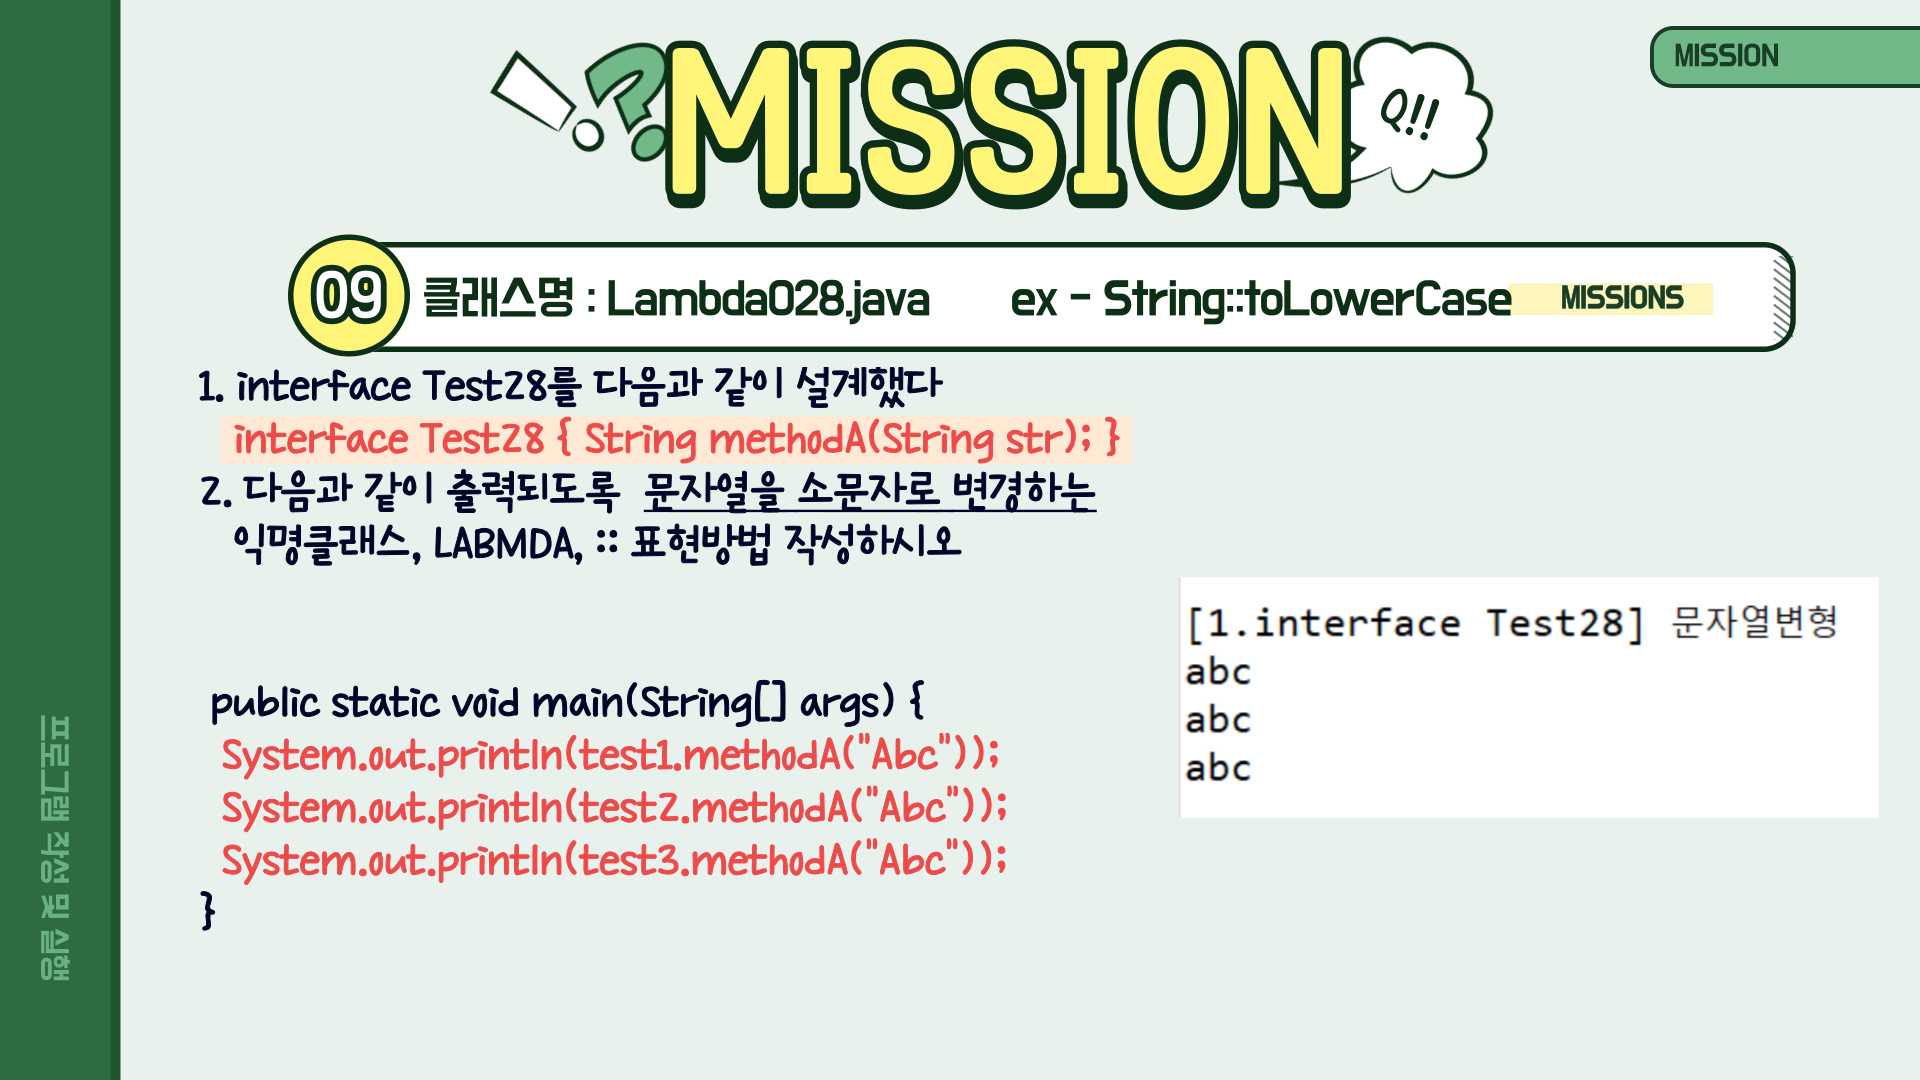 MISSION
!?MISSION Q!!
09 클래스명 : Lambda028.java ex - String::toLowerCase MISSIONS
1. interface Test28를 다음과 같이 설계했다
interface Test28 { String methodA(String str); }
2. 다음과 같이 출력되도록 문자열을 소문자로 변경하는
익명클래스, LABMDA, :: 표현방법 작성하시오
[1.interface Test28] 문자열변형
abc
abc
abc
public static void main(String[] args) {
System.out.println(test1.methodA("Abc"));
System.out.println(test2.methodA("Abc"));
System.out.println(test3.methodA("Abc"));
}
프로그램 작성 및 실행